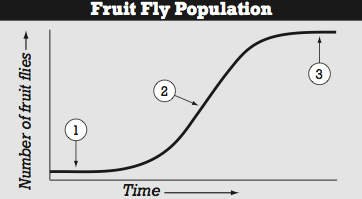 Fruit Fly Population
Number of fruit flies
1
2
3
Time